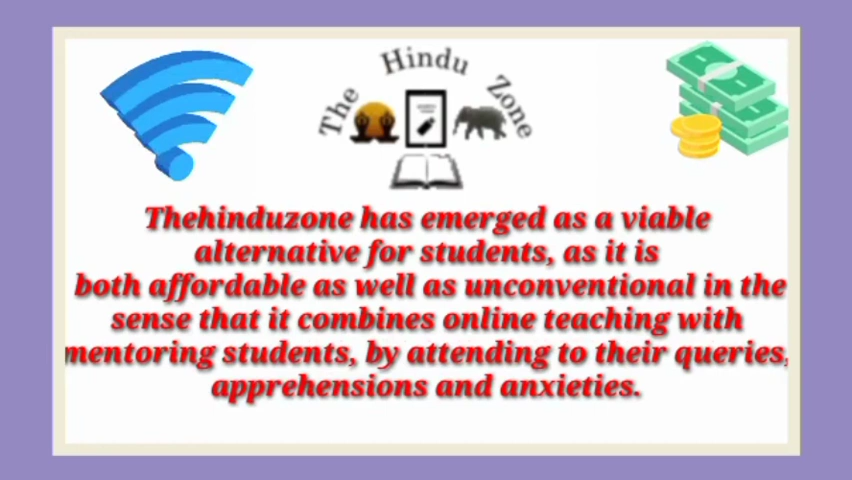 The Hindu Zone
Thehinduzone has emerged as a viable
alternative for students, as it is
both affordable as well as unconventional in the
sense that it combines online teaching with
mentoring students, by attending to their queries,
apprehensions and anxieties.